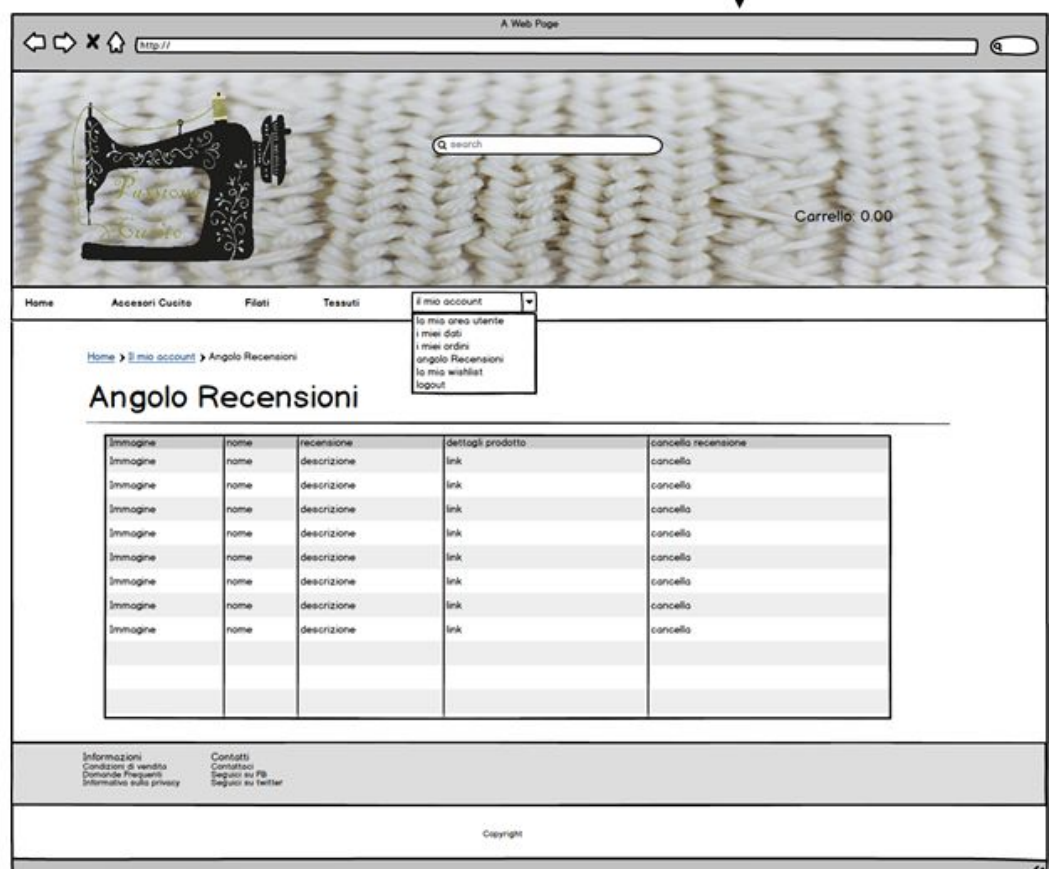 A Web Page
http://
search
Passione
Cucito
Carrello: 0.00
Home Accesori Cucito Filati Tessuti il mio account
la mia area utente
i miei dati
i miei ordini
angolo Recensioni
la mia wishlist
logout
Home > Il mio account > Angolo Recensioni
Angolo Recensioni
Immagine nome recensione dettagli prodotto cancella recensione
Immagine nome descrizione link cancella
Immagine nome descrizione link cancella
Immagine nome descrizione link cancella
Immagine nome descrizione link cancella
Immagine nome descrizione link cancella
Immagine nome descrizione link cancella
Immagine nome descrizione link cancella
Immagine nome descrizione link cancella
Informazioni
Condizioni di vendita
Domande Frequenti
Informativa sulla privacy
Contatti
Contattaci
Seguici su FB
Seguici su twitter
Copyright